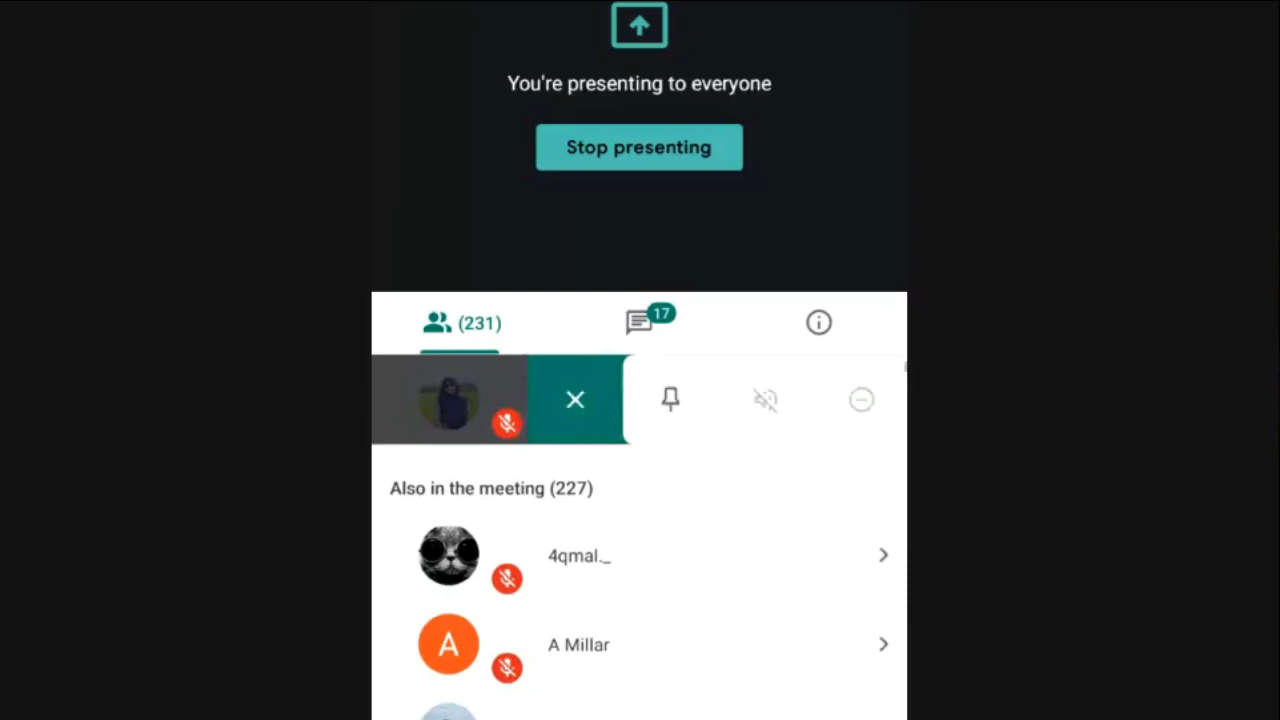 You're presenting to everyone
Stop presenting
(231)
17
Also in the meeting (227)
4qmal._
A
A Millar